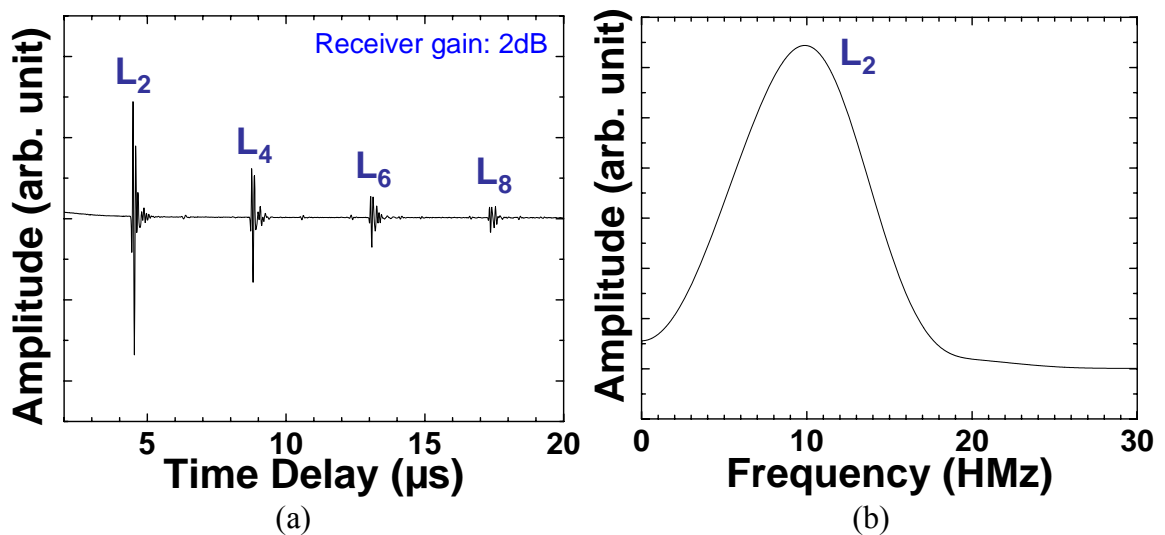 Receiver gain: 2dB
L2
L4
L6
L8
Amplitude (arb. unit)
5 10 15 20
Time Delay (µs)
(a)
L2
Amplitude (arb. unit)
0 10 20 30
Frequency (HMz)
(b)